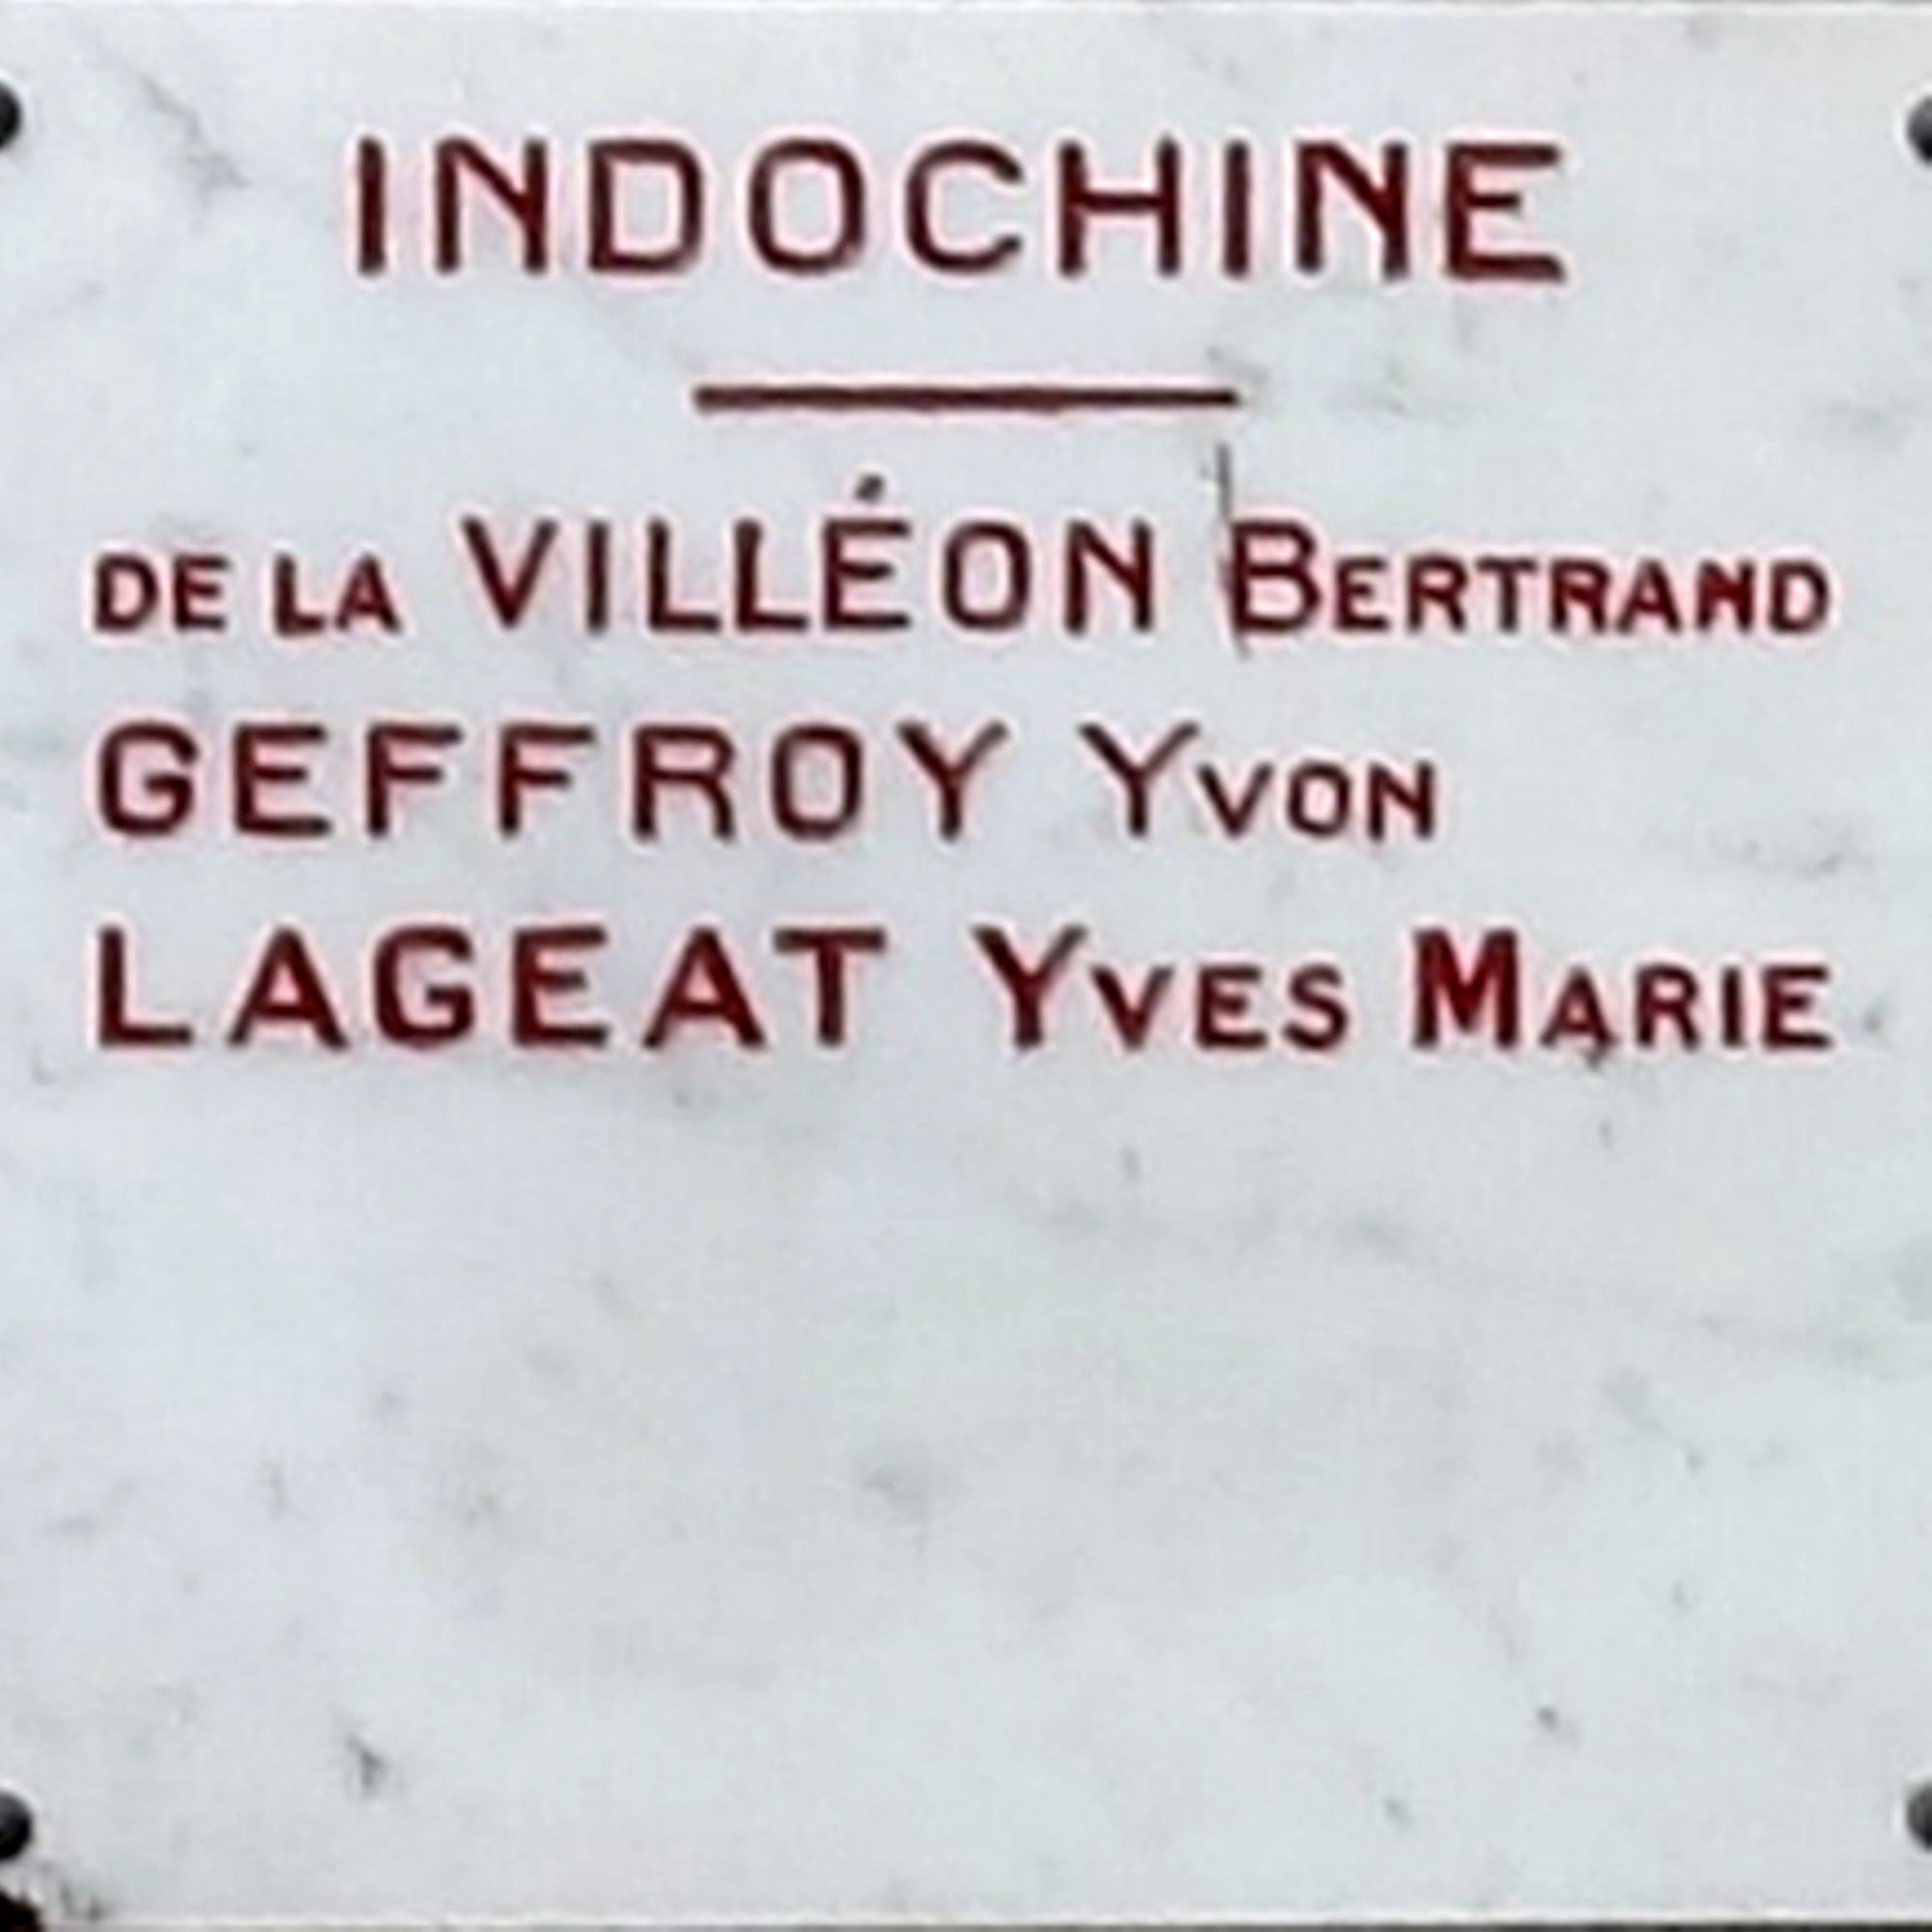 INDOCHINE
DE LA VILLÉON BERTRAND
GEFFROY YVON
LAGEAT YVES MARIE